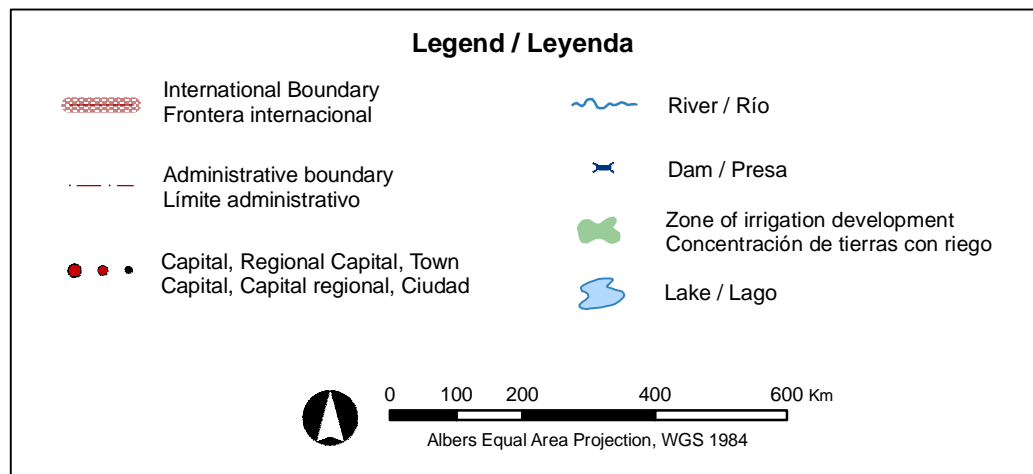 Legend / Leyenda
International Boundary
Frontera internacional
Administrative boundary
Límite administrativo
Capital, Regional Capital, Town
Capital, Capital regional, Ciudad
River / Río
Dam / Presa
Zone of irrigation development
Concentración de tierras con riego
Lake / Lago
0 100 200 400 600 Km
Albers Equal Area Projection, WGS 1984